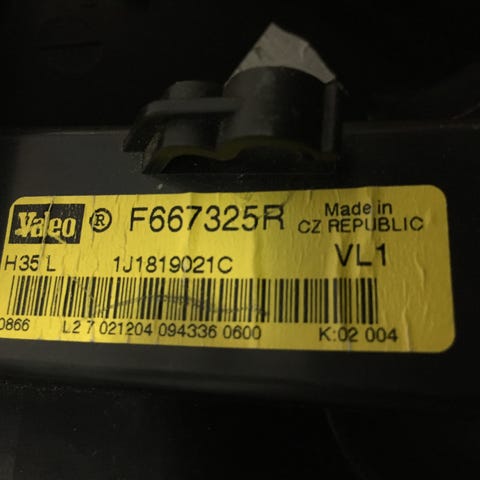 Valeo ® F667325R Made in
CZ REPUBLIC
H35 L 1J1819021C VL1
0866 L2 7 021204 094336 0600 K:02 004